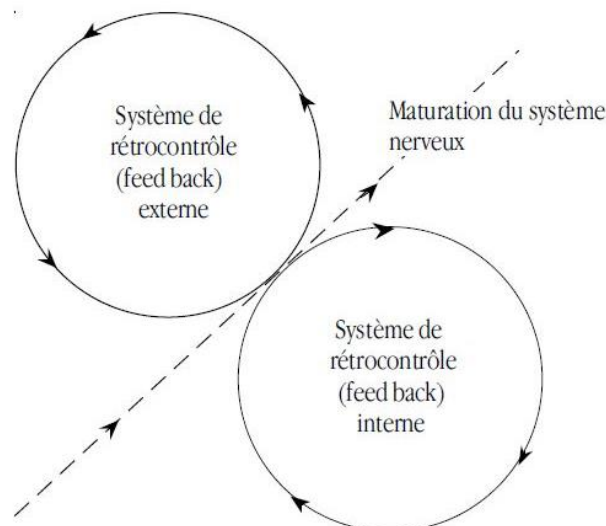 Système de
rétrocontrôle
(feed back)
externe
Maturation du système
nerveux
Système de
rétrocontrôle
(feed back)
interne